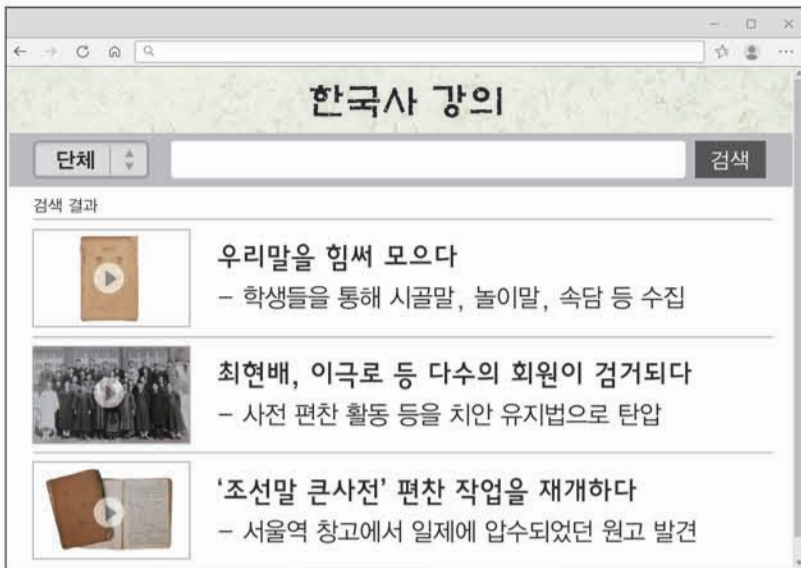 한국사 강의
단체
검색
검색 결과
우리말을 힘써 모으다
– 학생들을 통해 시골말, 놀이말, 속담 등 수집
최현배, 이극로 등 다수의 회원이 검거되다
– 사전 편찬 활동 등을 치안 유지법으로 탄압
‘조선말 큰사전’ 편찬 작업을 재개하다
– 서울역 창고에서 일제에 압수되었던 원고 발견